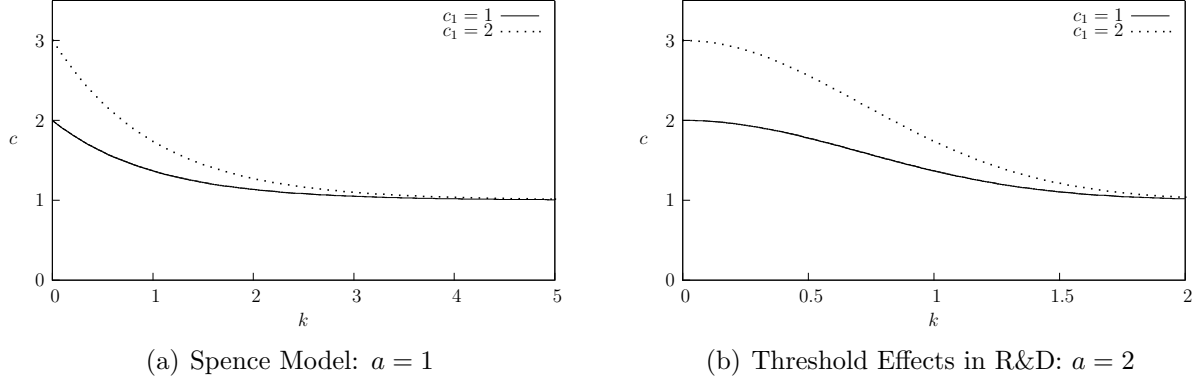 c₁ = 1
c₁ = 2
3
2
1
0
c
0 1 2 3 4 5
k
(a) Spence Model: a = 1
c₁ = 1
c₁ = 2
3
2
1
0
c
0 0.5 1 1.5 2
k
(b) Threshold Effects in R&D: a = 2